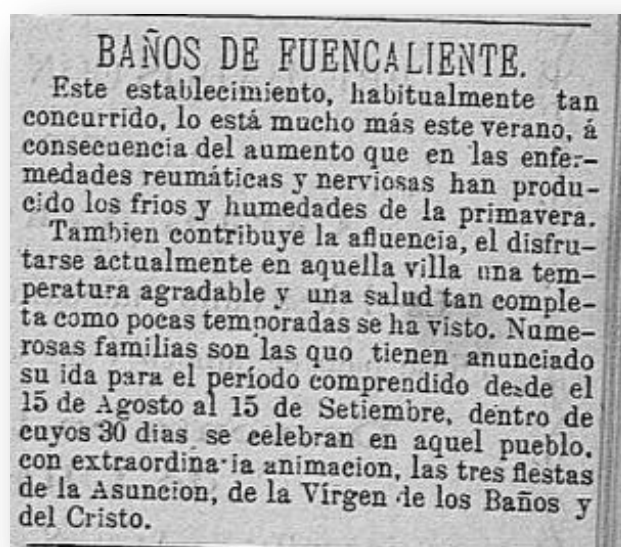 BAÑOS DE FUENCALIENTE.
Este establecimiento, habitualmente tan
concurrido, lo está mucho más este verano, á
consecuencia del aumento que en las enfer-
medades reumáticas y nerviosas han produ-
cido los frios y humedades de la primavera.
Tambien contribuye la afluencia, el disfru-
tarse actualmente en aquella villa una tem-
peratura agradable y una salud tan comple-
ta como pocas temporadas se ha visto. Nume-
rosas familias son las quo tienen anunciado
su ida para el período comprendido desde el
15 de Agosto al 15 de Setiembre, dentro de
cuyos 30 dias se celebran en aquel pueblo,
con extraordinaria animacion, las tres fiestas
de la Asuncion, de la Vírgen de los Baños y
del Cristo.